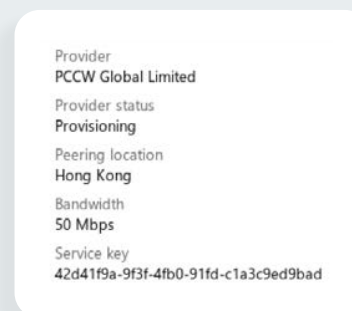 Provider
PCCW Global Limited
Provider status
Provisioning
Peering location
Hong Kong
Bandwidth
50 Mbps
Service key
42d41f9a-9f3f-4fb0-91fd-c1a3c9ed9bad